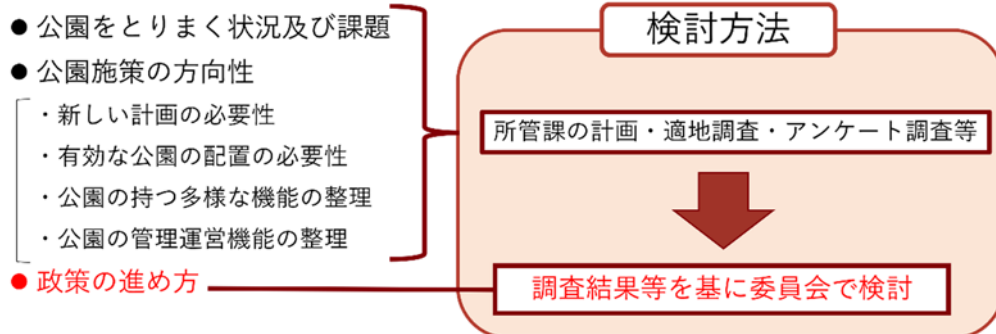 ● 公園をとりまく状況及び課題
● 公園施策の方向性
・新しい計画の必要性
・有効な公園の配置の必要性
・公園の持つ多様な機能の整理
・公園の管理運営機能の整理
● 政策の進め方
検討方法
所管課の計画・適地調査・アンケート調査等
調査結果等を基に委員会で検討